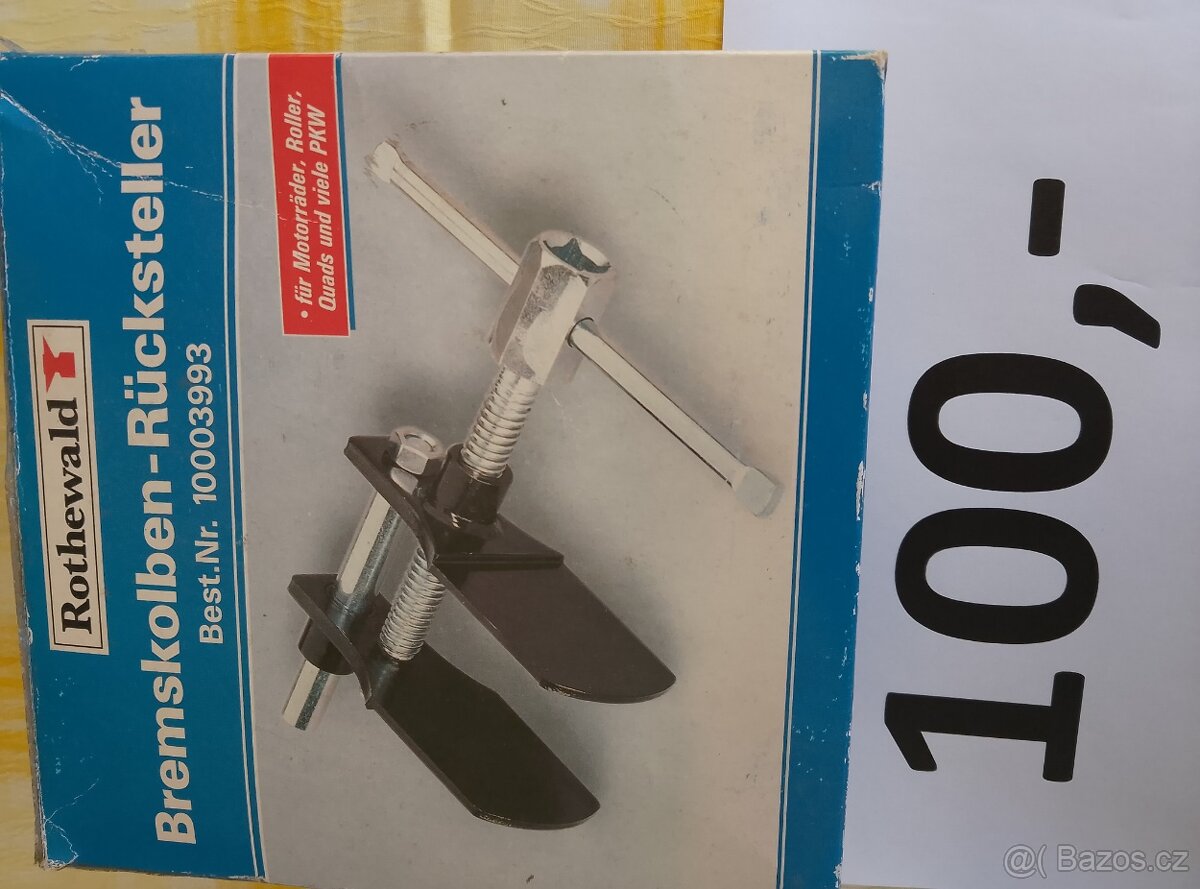 Rothewald
Bremskolben-Rücksteller
Best.Nr. 10003993
• für Motorräder, Roller,
Quads und viele PKW
100,-
@( Bazos.cz